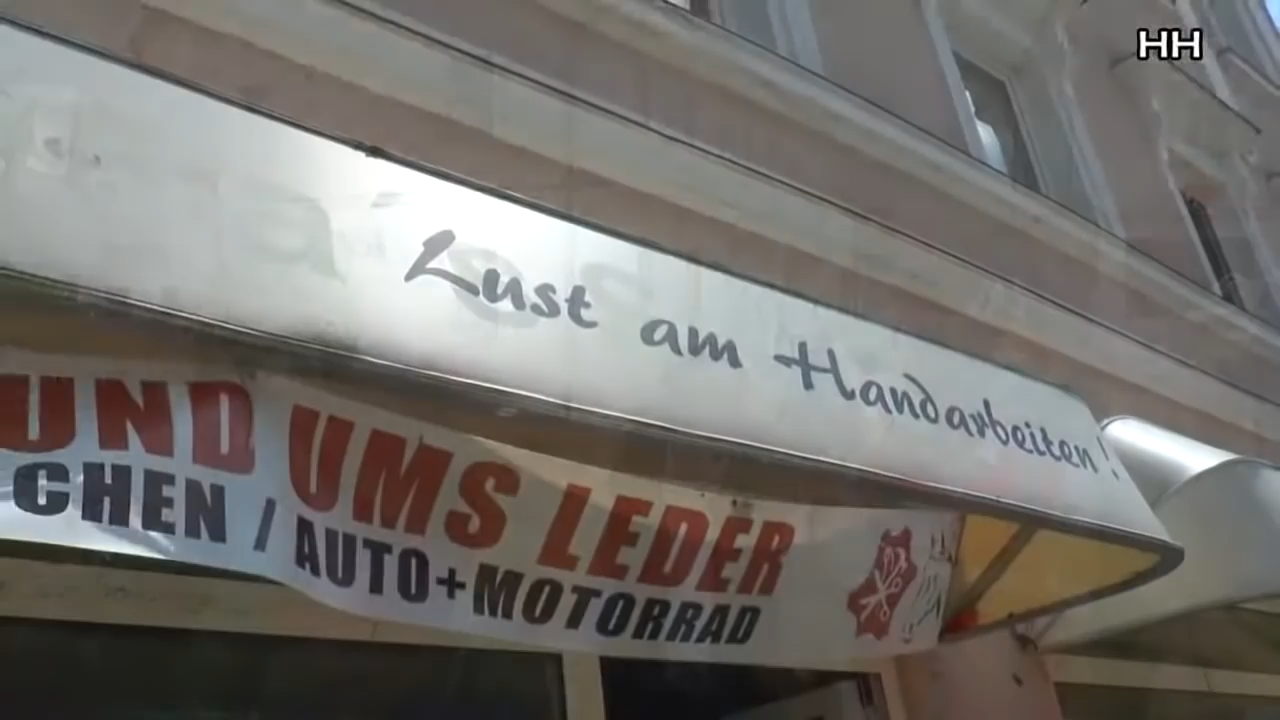 HH
Lust am Handarbeiten!
UND UMS LEDER
CHEN / AUTO+MOTORRAD